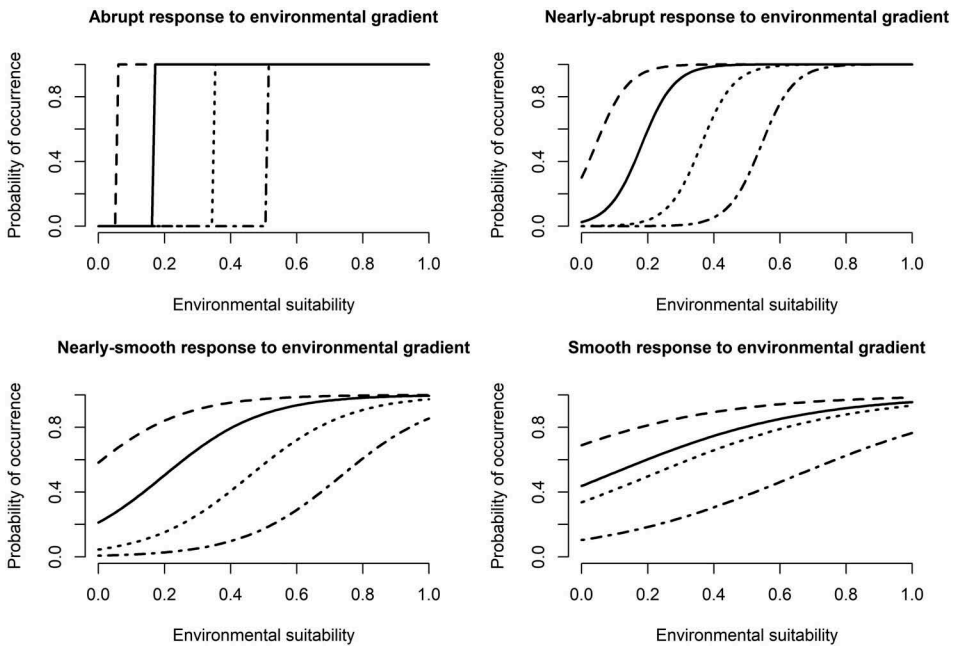 Abrupt response to environmental gradient
Probability of occurrence
0.0 0.4 0.8
0.0 0.2 0.4 0.6 0.8 1.0
Environmental suitability
Nearly-abrupt response to environmental gradient
Probability of occurrence
0.0 0.4 0.8
0.0 0.2 0.4 0.6 0.8 1.0
Environmental suitability
Nearly-smooth response to environmental gradient
Probability of occurrence
0.0 0.4 0.8
0.0 0.2 0.4 0.6 0.8 1.0
Environmental suitability
Smooth response to environmental gradient
Probability of occurrence
0.0 0.4 0.8
0.0 0.2 0.4 0.6 0.8 1.0
Environmental suitability